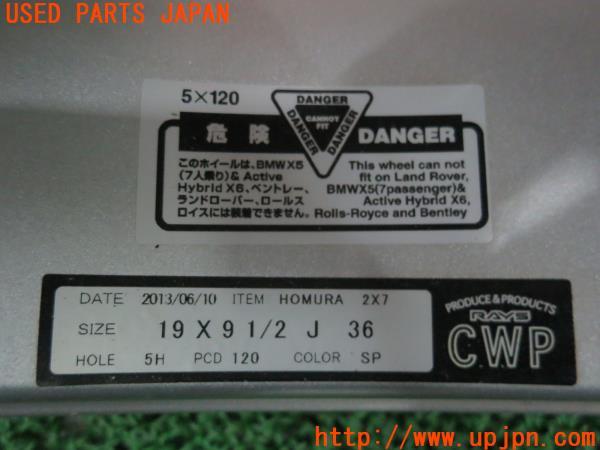 USED PARTS JAPAN
5×120
DANGER
DANGER
DANGER
CANNOT
FIT
危険
DANGER
このホイールは、BMWX5
(7人乗り)& Active
Hybrid X6、ベントレー、
ランドローバー、ロールス
ロイスには装着できません。
This wheel can not
fit on Land Rover,
BMWX5(7passenger)&
Active Hybrid X6,
Rolls-Royce and Bentley
DATE 2013/06/10 ITEM HOMURA 2X7
SIZE 19 X 9 1/2 J 36
HOLE 5H PCD 120 COLOR SP
PRODUCE & PRODUCTS
RAYS
CWP
http://www.upjpn.com